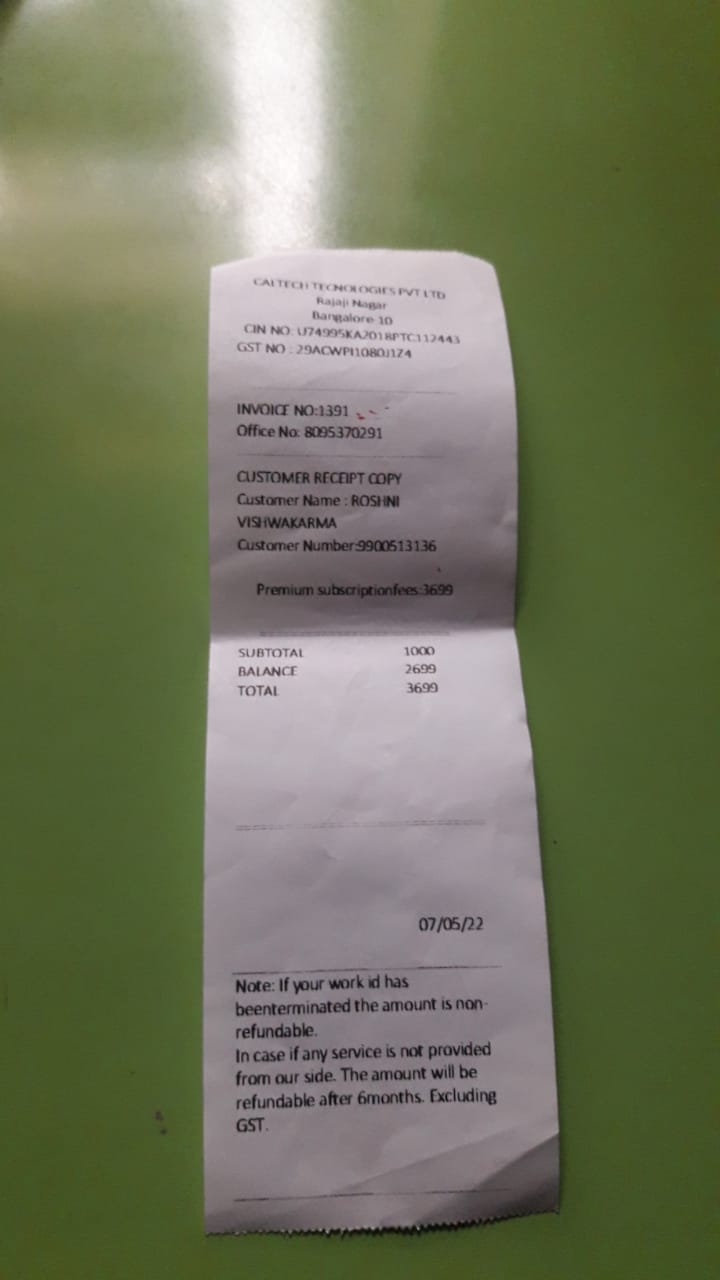 CALTECH TECNOLOGIES PVT LTD
Rajaji Nagar
Bangalore-10
CIN NO: U74995KA2018PTC112443
GST NO : 29ACWPI1080J1Z4
INVOICE NO:1391
Office No: 8095370291
CUSTOMER RECEIPT COPY
Customer Name : ROSHNI
VISHWAKARMA
Customer Number:9900513136
Premium subscriptionfees:3699
SUBTOTAL 1000
BALANCE 2699
TOTAL 3699
07/05/22
Note: If your work id has
beenterminated the amount is non-
refundable.
In case if any service is not provided
from our side. The amount will be
refundable after 6months. Excluding
GST.